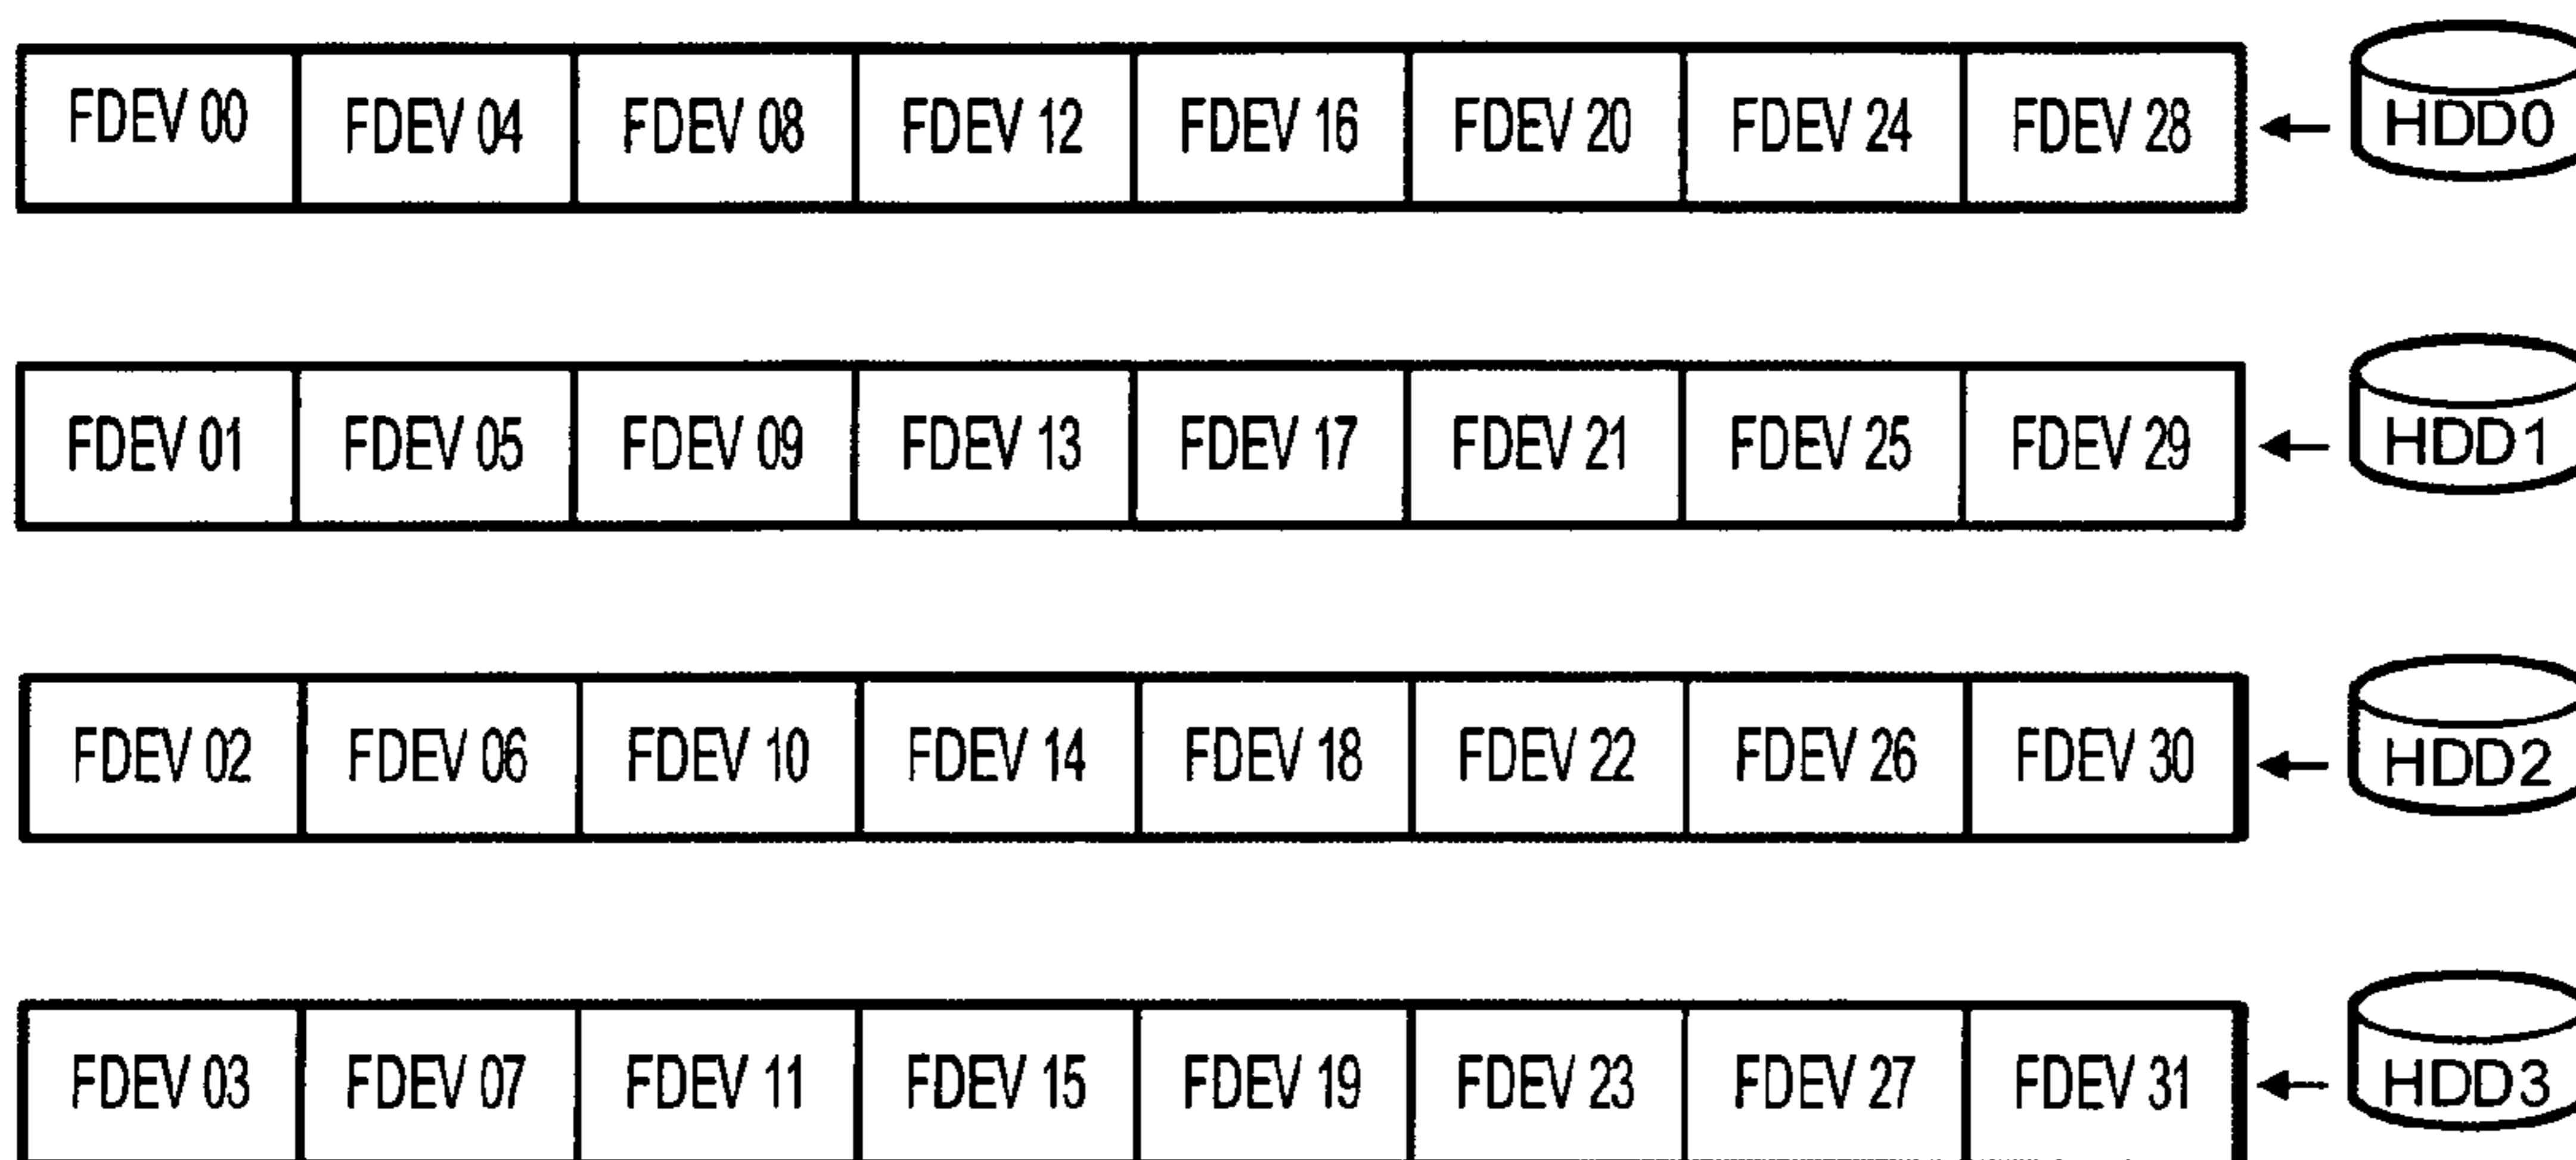 FDEV 00 FDEV 04 FDEV 08 FDEV 12 FDEV 16 FDEV 20 FDEV 24 FDEV 28 HDD0
FDEV 01 FDEV 05 FDEV 09 FDEV 13 FDEV 17 FDEV 21 FDEV 25 FDEV 29 HDD1
FDEV 02 FDEV 06 FDEV 10 FDEV 14 FDEV 18 FDEV 22 FDEV 26 FDEV 30 HDD2
FDEV 03 FDEV 07 FDEV 11 FDEV 15 FDEV 19 FDEV 23 FDEV 27 FDEV 31 HDD3